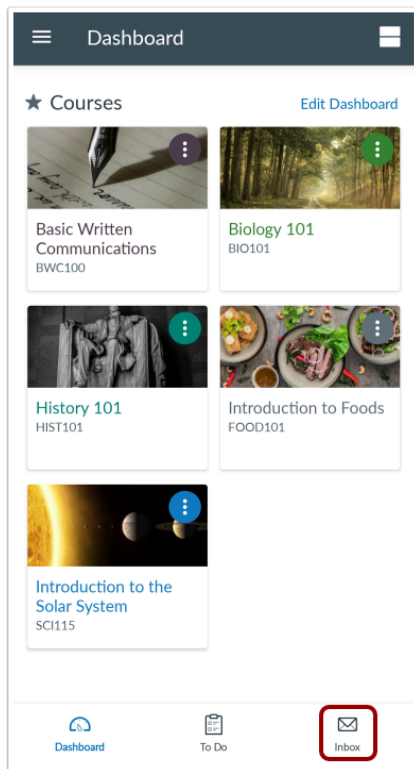 Dashboard
Courses
Edit Dashboard
Basic Written
Communications
BWC100
Biology 101
BIO101
History 101
HIST101
Introduction to Foods
FOOD101
Introduction to the
Solar System
SCI115
Dashboard
To Do
Inbox